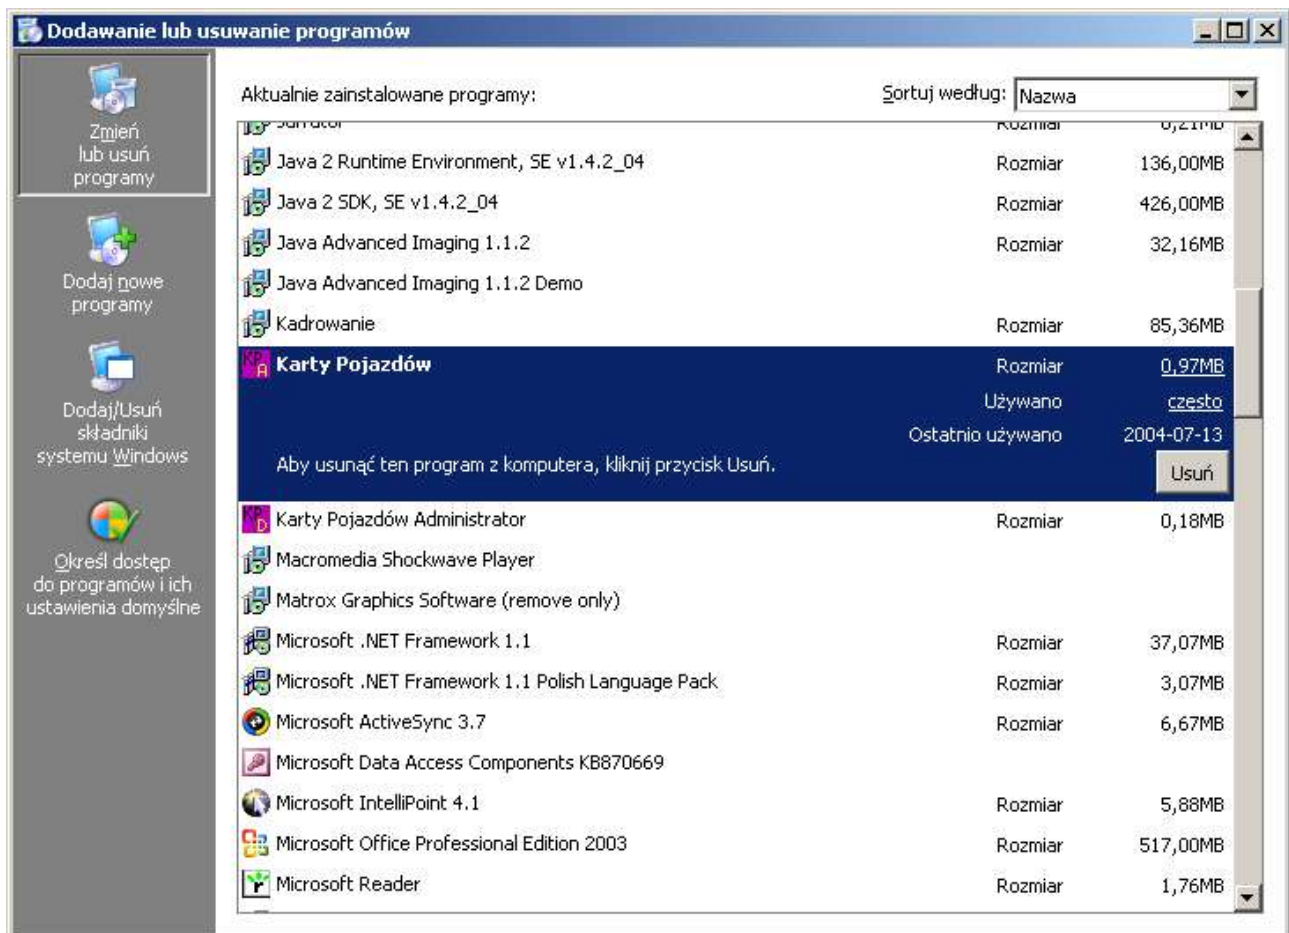 Dodawanie lub usuwanie programów
Zmień
lub usuń
programy
Dodaj nowe
programy
Dodaj/Usuń
składniki
systemu Windows
Określ dostęp
do programów i ich
ustawienia domyślne
Aktualnie zainstalowane programy:
Sortuj według: Nazwa
Rozmiar 0,21MB
Java 2 Runtime Environment, SE v1.4.2_04 Rozmiar 136,00MB
Java 2 SDK, SE v1.4.2_04 Rozmiar 426,00MB
Java Advanced Imaging 1.1.2 Rozmiar 32,16MB
Java Advanced Imaging 1.1.2 Demo
Kadrowanie Rozmiar 85,36MB
KP A Karty Pojazdów Rozmiar 0,97MB
Używano często
Ostatnio używano 2004-07-13
Aby usunąć ten program z komputera, kliknij przycisk Usuń.
Usuń
KP D Karty Pojazdów Administrator Rozmiar 0,18MB
Macromedia Shockwave Player
Matrox Graphics Software (remove only)
Microsoft .NET Framework 1.1 Rozmiar 37,07MB
Microsoft .NET Framework 1.1 Polish Language Pack Rozmiar 3,07MB
Microsoft ActiveSync 3.7 Rozmiar 6,67MB
Microsoft Data Access Components KB870669
Microsoft IntelliPoint 4.1 Rozmiar 5,88MB
Microsoft Office Professional Edition 2003 Rozmiar 517,00MB
Microsoft Reader Rozmiar 1,76MB